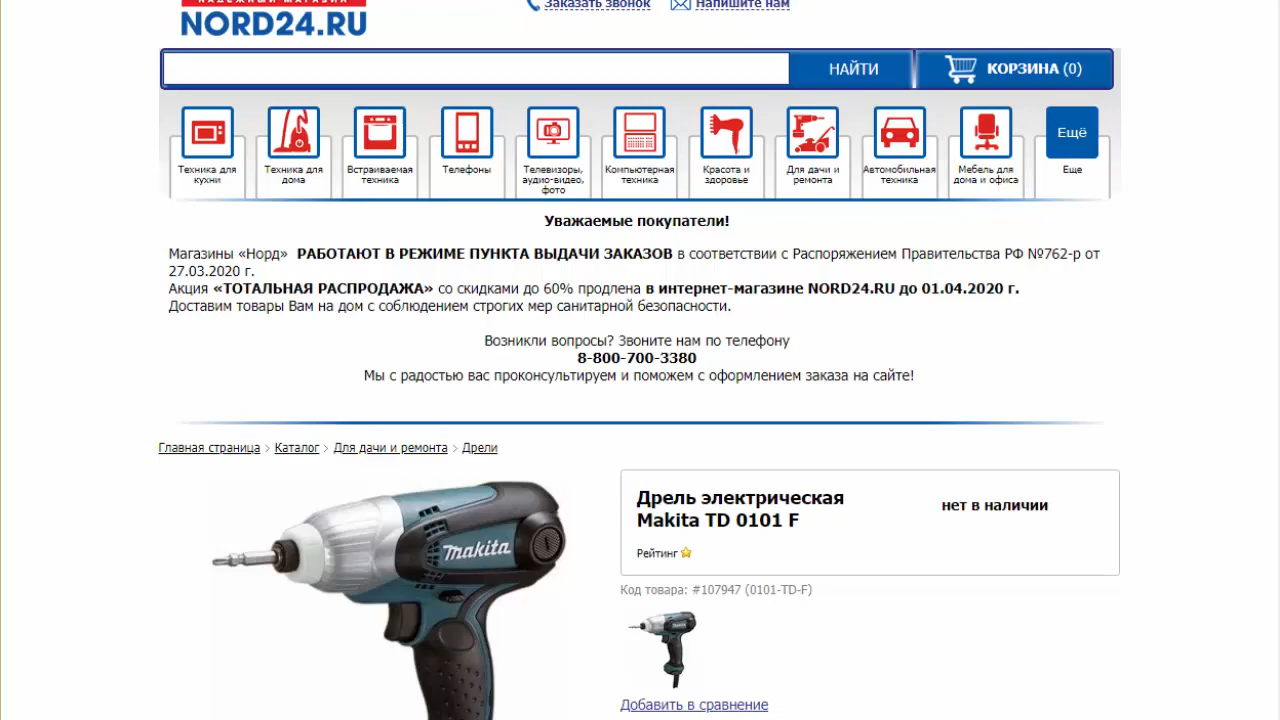 НАДЕЖНЫЙ МАГАЗИН
NORD24.RU
Заказать звонок
Напишите нам
НАЙТИ
КОРЗИНА (0)
Техника для
кухни
Техника для
дома
Встраиваемая
техника
Телефоны
Телевизоры,
аудио-видео,
фото
Компьютерная
техника
Красота и
здоровье
Для дачи и
ремонта
Автомобильная
техника
Мебель для
дома и офиса
Ещё
Еще
Уважаемые покупатели!
Магазины «Норд» РАБОТАЮТ В РЕЖИМЕ ПУНКТА ВЫДАЧИ ЗАКАЗОВ в соответствии с Распоряжением Правительства РФ №762-р от
27.03.2020 г.
Акция «ТОТАЛЬНАЯ РАСПРОДАЖА» со скидками до 60% продлена в интернет-магазине NORD24.RU до 01.04.2020 г.
Доставим товары Вам на дом с соблюдением строгих мер санитарной безопасности.
Возникли вопросы? Звоните нам по телефону
8-800-700-3380
Мы с радостью вас проконсультируем и поможем с оформлением заказа на сайте!
Главная страница > Каталог > Для дачи и ремонта > Дрели
makita
Дрель электрическая
Makita TD 0101 F
нет в наличии
Рейтинг
Код товара: #107947 (0101-TD-F)
makita
Добавить в сравнение